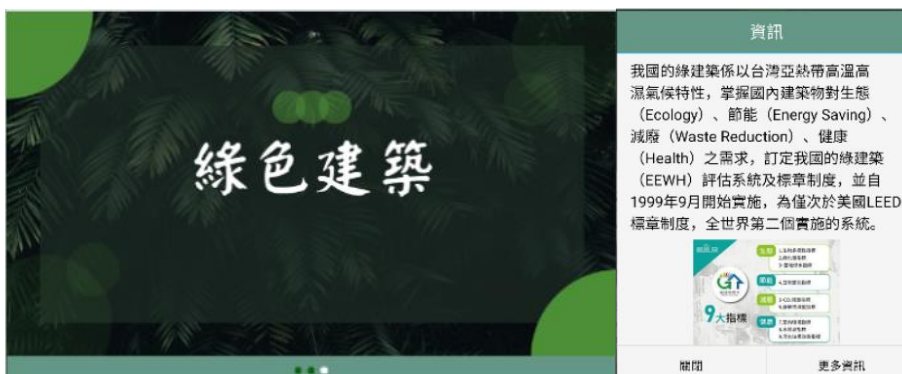 綠色建築
資訊
我國的綠建築係以台灣亞熱帶高溫高
濕氣候特性，掌握國內建築物對生態
（Ecology）、節能（Energy Saving）、
減廢（Waste Reduction）、健康
（Health）之需求，訂定我國的綠建築
（EEWH）評估系統及標章制度，並自
1999年9月開始實施，為僅次於美國LEED
標章制度，全世界第二個實施的系統。
9大指標
關閉
更多資訊